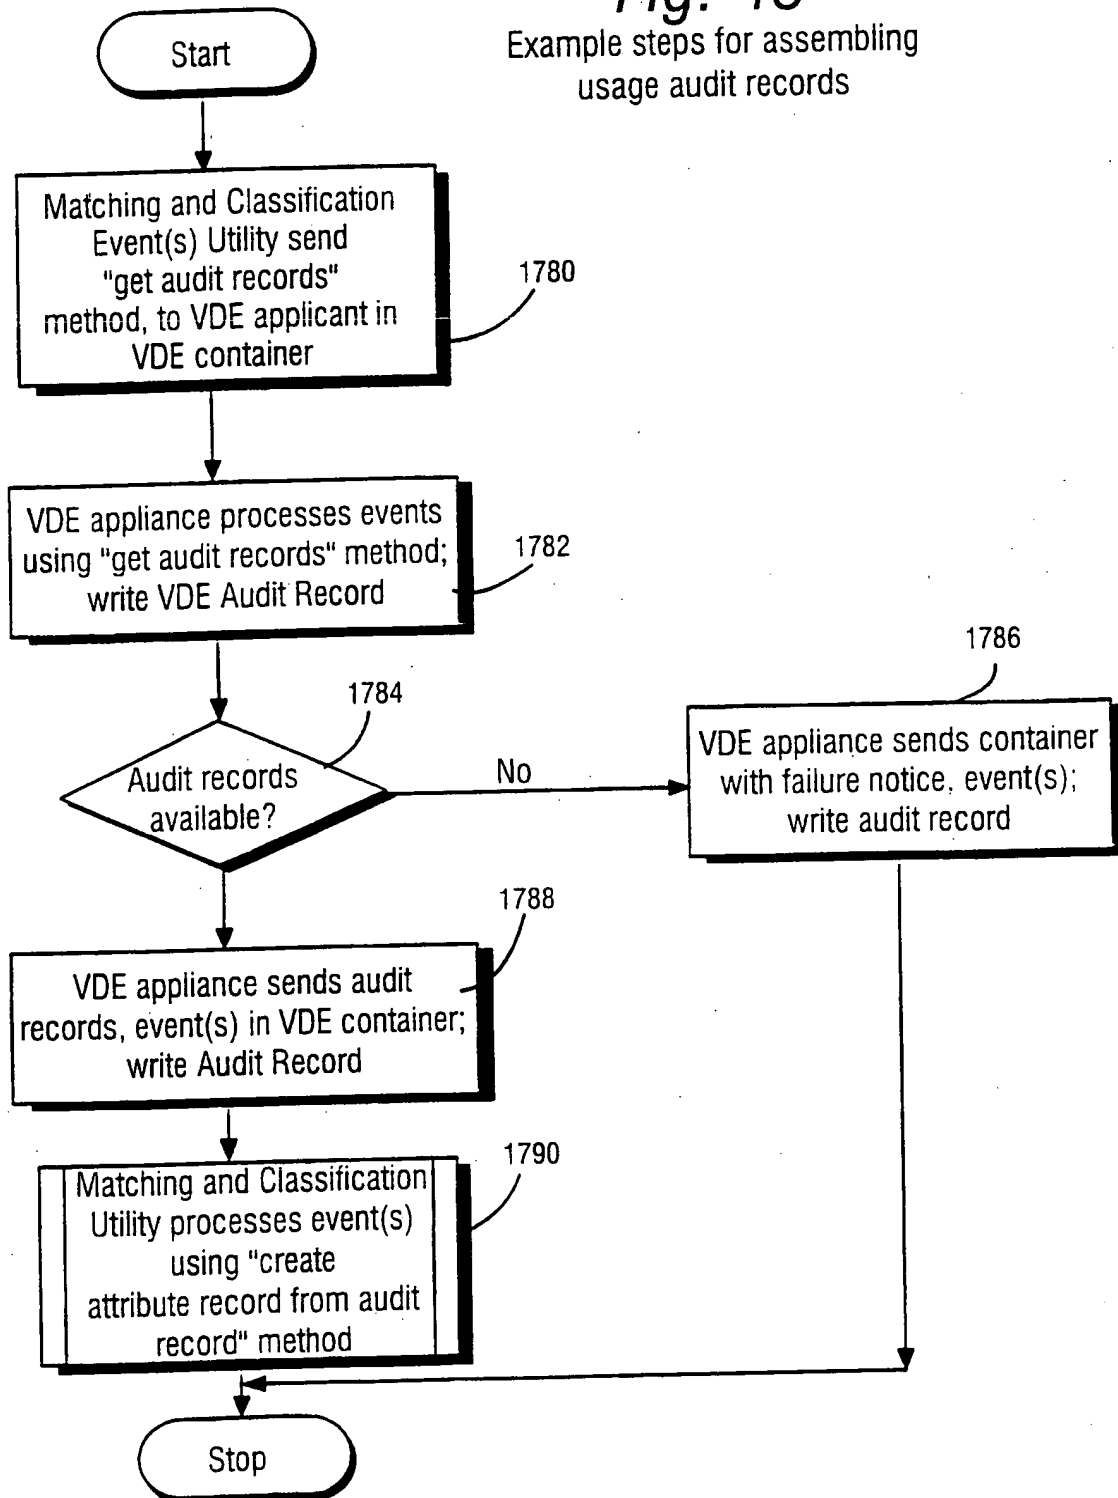 Fig.
Example steps for assembling
usage audit records
Start
Matching and Classification
Event(s) Utility send
"get audit records"
method, to VDE applicant in
VDE container
1780
VDE appliance processes events
using "get audit records" method;
write VDE Audit Record
1782
1784
Audit records
available?
No
1786
VDE appliance sends container
with failure notice, event(s);
write audit record
1788
VDE appliance sends audit
records, event(s) in VDE container;
write Audit Record
1790
Matching and Classification
Utility processes event(s)
using "create
attribute record from audit
record" method
Stop